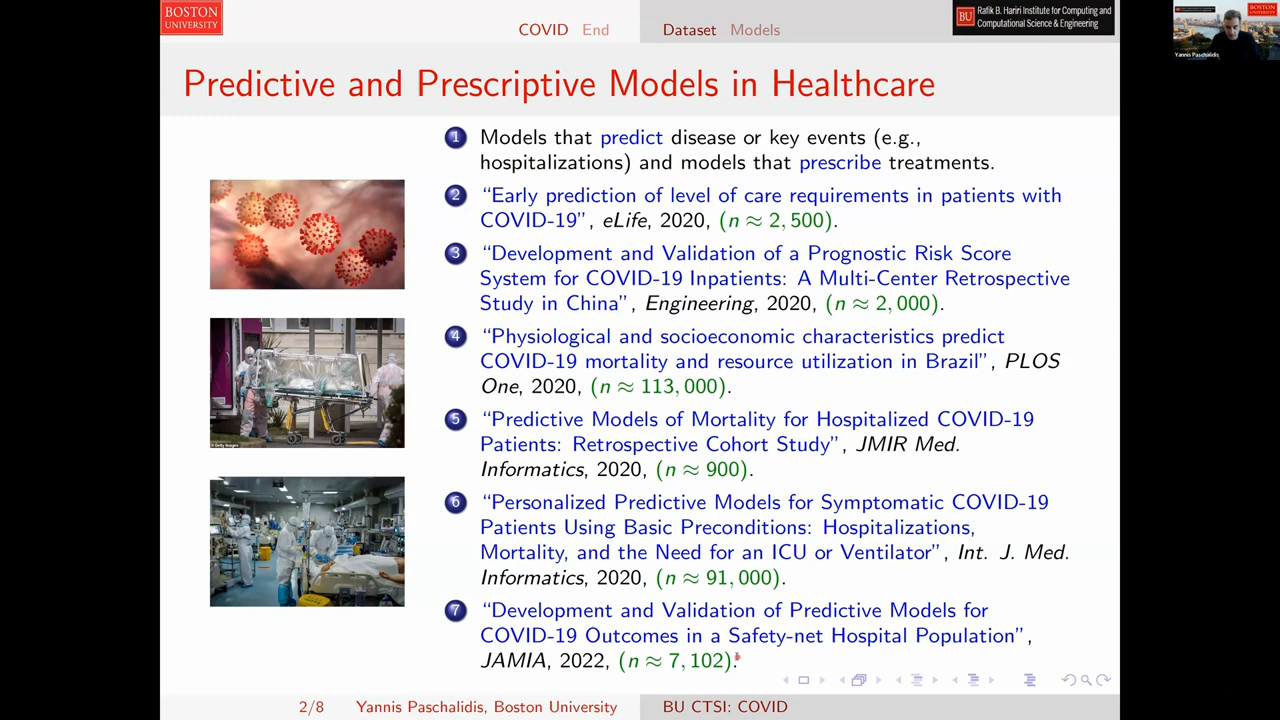 BOSTON
UNIVERSITY
COVID End
Dataset Models
BU
Rafik B. Hariri Institute for Computing and
Computational Science & Engineering
Yannis Paschalidis
Predictive and Prescriptive Models in Healthcare
1 Models that predict disease or key events (e.g.,
hospitalizations) and models that prescribe treatments.
2 “Early prediction of level of care requirements in patients with
COVID-19”, eLife, 2020, (n ≈ 2, 500).
3 “Development and Validation of a Prognostic Risk Score
System for COVID-19 Inpatients: A Multi-Center Retrospective
Study in China”, Engineering, 2020, (n ≈ 2, 000).
4 “Physiological and socioeconomic characteristics predict
COVID-19 mortality and resource utilization in Brazil”, PLOS
One, 2020, (n ≈ 113, 000).
5 “Predictive Models of Mortality for Hospitalized COVID-19
Patients: Retrospective Cohort Study”, JMIR Med.
Informatics, 2020, (n ≈ 900).
6 “Personalized Predictive Models for Symptomatic COVID-19
Patients Using Basic Preconditions: Hospitalizations,
Mortality, and the Need for an ICU or Ventilator”, Int. J. Med.
Informatics, 2020, (n ≈ 91, 000).
7 “Development and Validation of Predictive Models for
COVID-19 Outcomes in a Safety-net Hospital Population”,
JAMIA, 2022, (n ≈ 7, 102).
2/8 Yannis Paschalidis, Boston University
BU CTSI: COVID